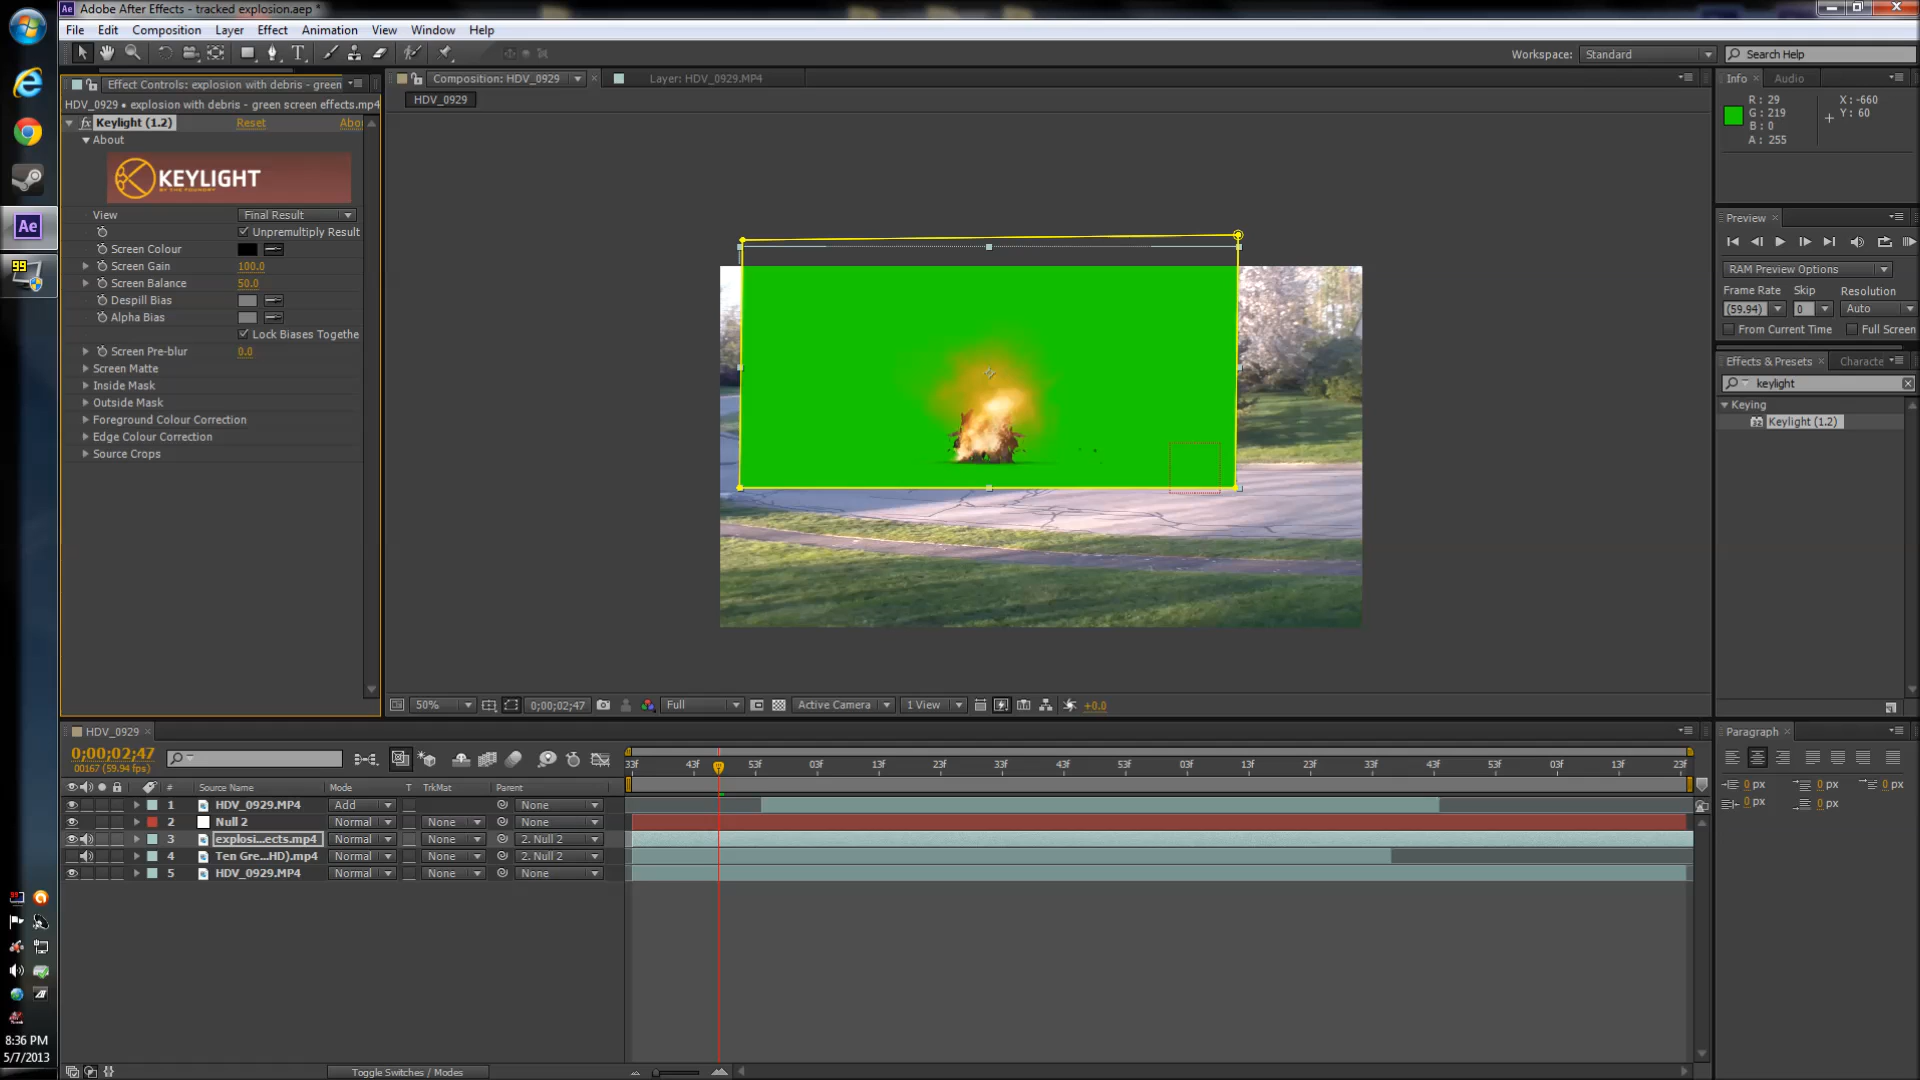 Adobe After Effects - tracked explosion.aep *
File Edit Composition Layer Effect Animation View Window Help
Workspace: Standard Search Help
Effect Controls: explosion with debris - green
HDV_0929 • explosion with debris - green screen effects.mp4
fx Keylight (1.2) Reset Abo
About
KEYLIGHT
BY THE FOUNDRY
View Final Result
Unpremultiply Result
Screen Colour
Screen Gain 100.0
Screen Balance 50.0
Despill Bias
Alpha Bias
Lock Biases Togethe
Screen Pre-blur 0.0
Screen Matte
Inside Mask
Outside Mask
Foreground Colour Correction
Edge Colour Correction
Source Crops
Composition: HDV_0929 Layer: HDV_0929.MP4
HDV_0929
50% 0;00;02;47 Full Active Camera 1 View +0.0
Info Audio
R: 29 X: -660
G: 219 Y: 60
B: 0
A: 255
Preview
RAM Preview Options
Frame Rate Skip Resolution
(59.94) 0 Auto
From Current Time Full Screen
Effects & Presets Characte
keylight
Keying
Keylight (1.2)
Paragraph
0 px 0 px 0 px
0 px 0 px
HDV_0929
0;00;02;47
00167 (59.94 fps)
33f 43f 53f 03f 13f 23f 33f 43f 53f 03f 13f 23f 33f 43f 53f 03f 13f 23f
# Source Name Mode T TrkMat Parent
1 HDV_0929.MP4 Add None
2 Null 2 Normal None None
3 explosi...ects.mp4 Normal None 2. Null 2
4 Ten Gre...HD).mp4 Normal None 2. Null 2
5 HDV_0929.MP4 Normal None None
Toggle Switches / Modes
Ae
99
8:36 PM
5/7/2013